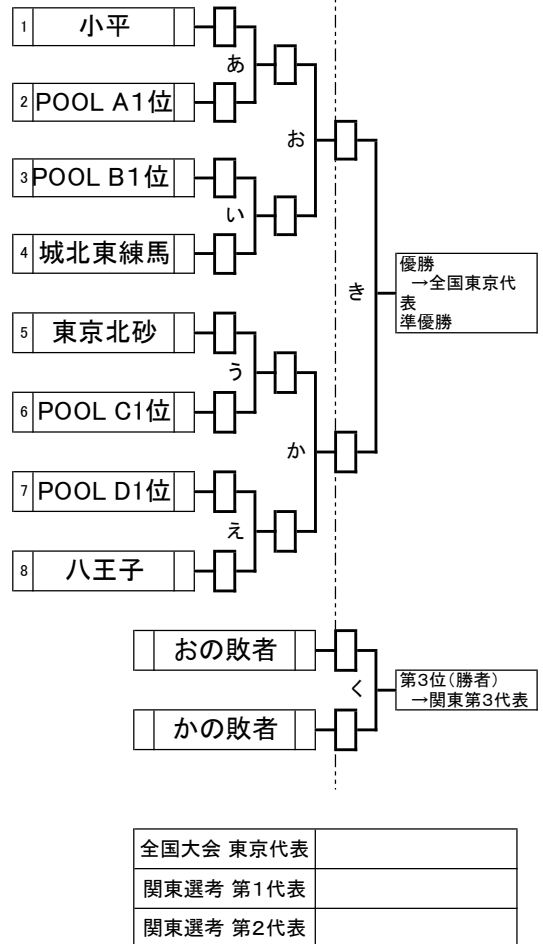 1 小平
あ
2 POOL A1位
お
3 POOL B1位
い
4 城北東練馬
き
優勝
→全国東京代
表
準優勝
5 東京北砂
う
6 POOL C1位
か
7 POOL D1位
え
8 八王子
おの敗者
く
第3位(勝者)
→関東第3代表
かの敗者
全国大会 東京代表
関東選考 第1代表
関東選考 第2代表